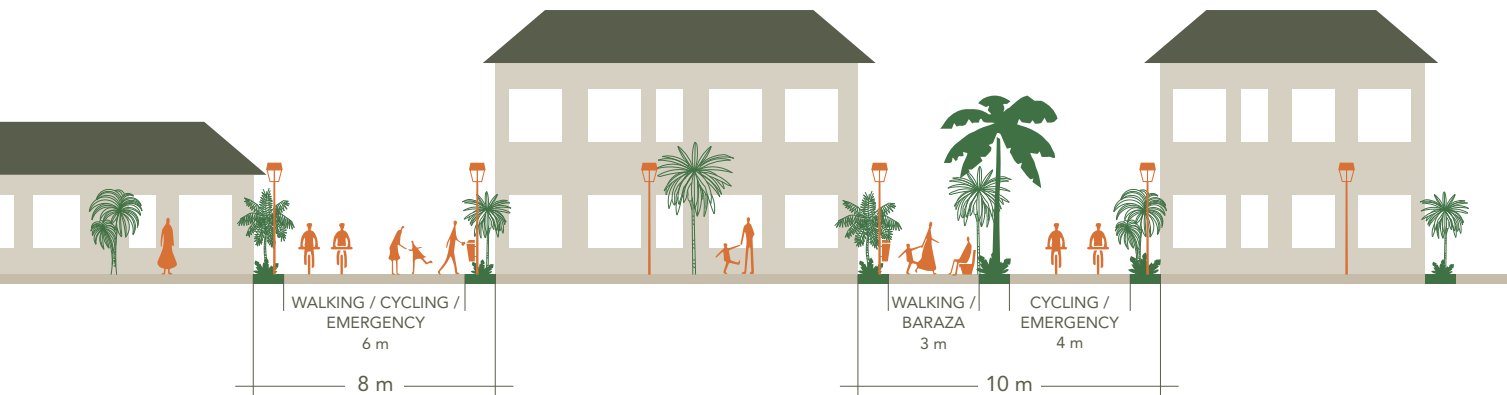 WALKING / CYCLING /
EMERGENCY
6 m
8 m
WALKING /
BARAZA
3 m
CYCLING /
EMERGENCY
4 m
10 m